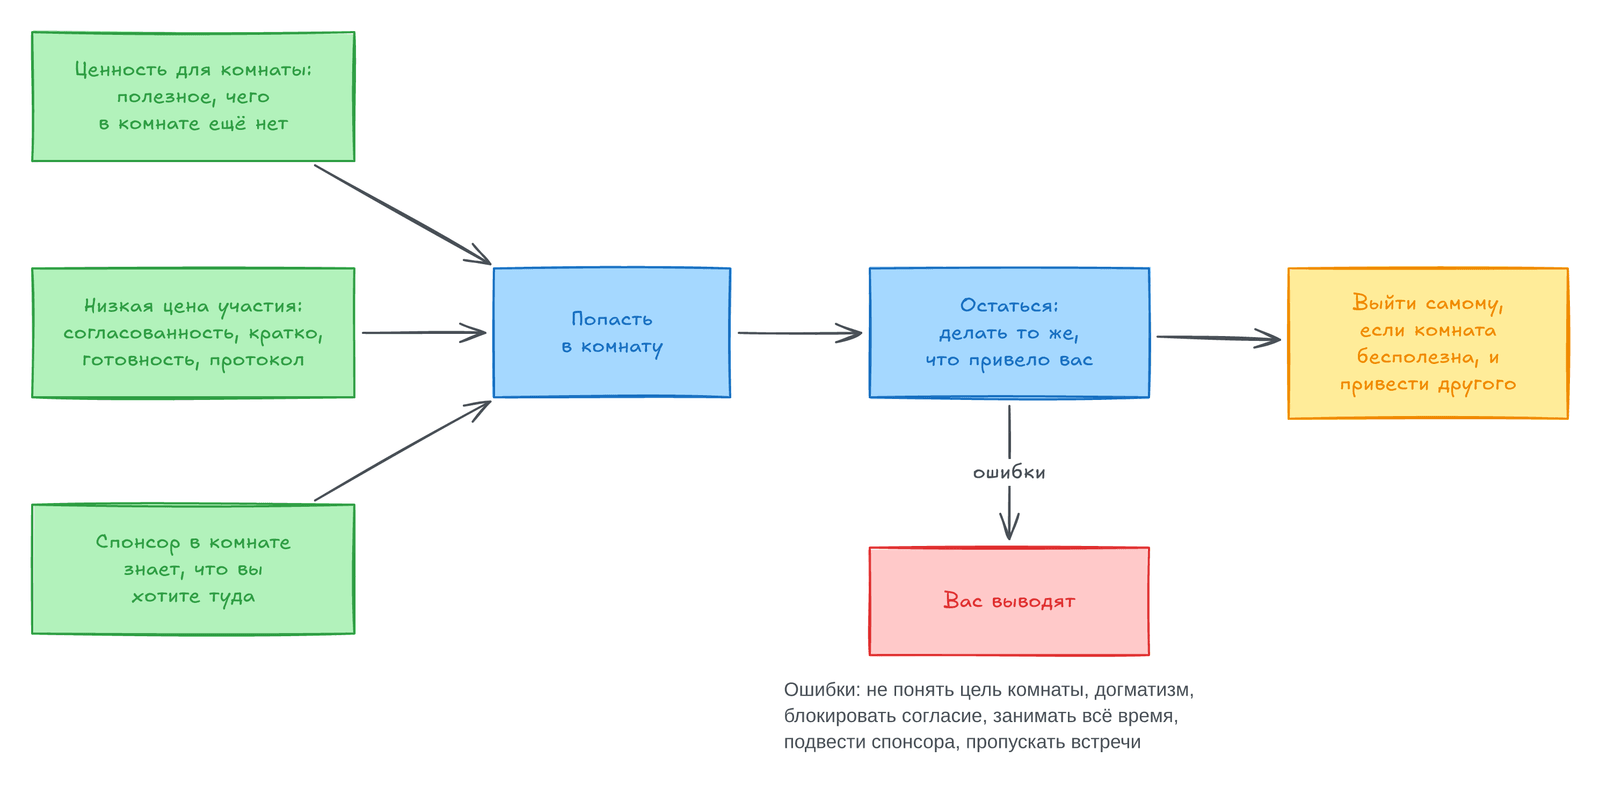 Ценность для комнаты:
полезное, чего
в комнате ещё нет
Низкая цена участия:
согласованность, кратко,
готовность, протокол
Спонсор в комнате
знает, что вы
хотите туда
Попасть
в комнату
Остаться:
делать то же,
что привело вас
Выйти самому,
если комната
бесполезна, и
привести другого
ошибки
Вас выводят
Ошибки: не понять цель комнаты, догматизм,
блокировать согласие, занимать всё время,
подвести спонсора, пропускать встречи